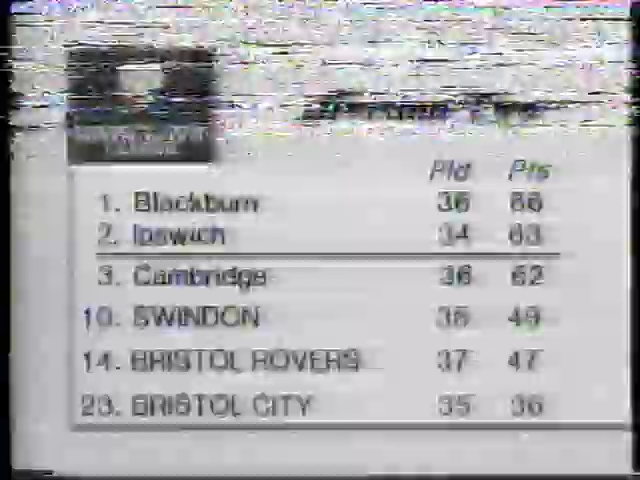 Pld Pts
1. Blackburn 36 66
2. Ipswich 34 63
3. Cambridge 36 62
10. SWINDON 49
14. BRISTOL ROVERS 37 47
23. BRISTOL CITY 35 36